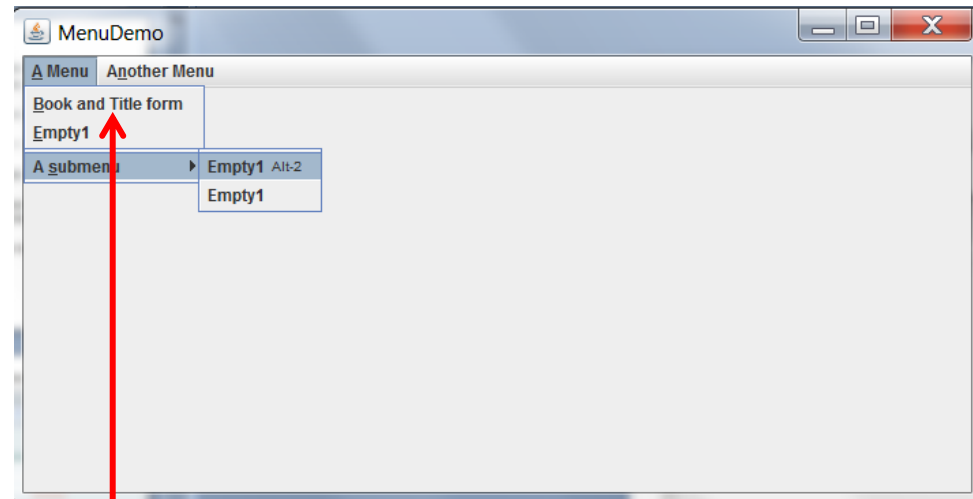 MenuDemo
A Menu Another Menu
Book and Title form
Empty1
A submenu Empty1 Alt-2
Empty1